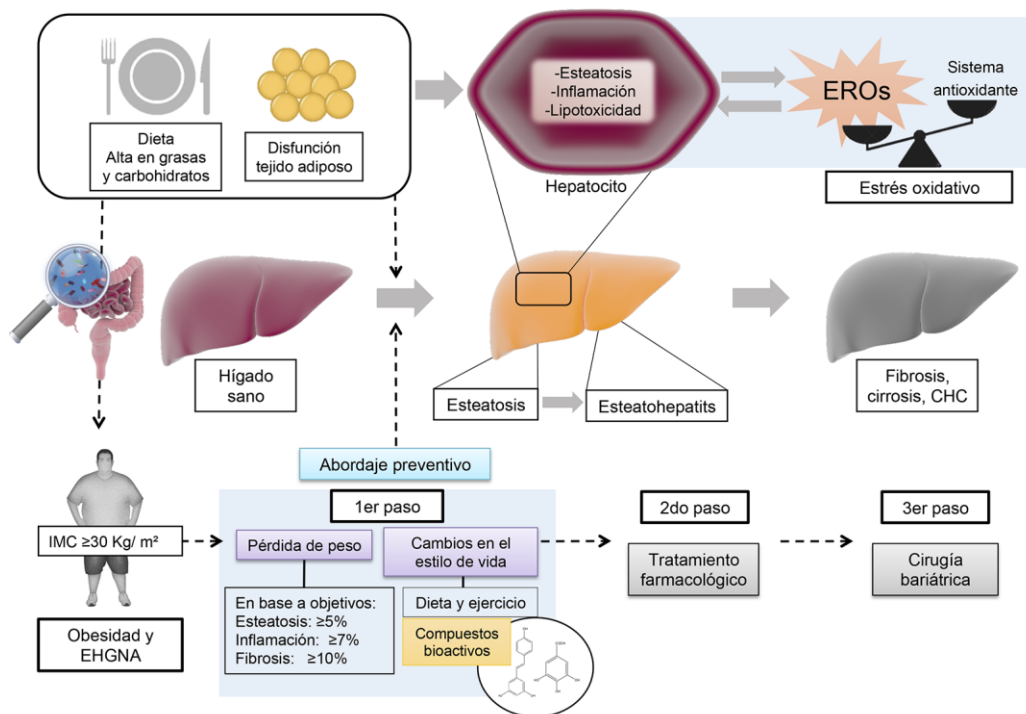 Dieta
Alta en grasas
y carbohidratos
Disfunción
tejido adiposo
-Esteatosis
-Inflamación
-Lipotoxicidad
Hepatocito
EROs
Sistema
antioxidante
Estrés oxidativo
Hígado
sano
Esteatosis
Esteatohepatits
Fibrosis,
cirrosis, CHC
Abordaje preventivo
IMC ≥30 Kg/ m²
Obesidad y
EHGNA
1er paso
Pérdida de peso
Cambios en el
estilo de vida
En base a objetivos:
Esteatosis: ≥5%
Inflamación: ≥7%
Fibrosis: ≥10%
Dieta y ejercicio
Compuestos
bioactivos
2do paso
Tratamiento
farmacológico
3er paso
Cirugía
bariátrica